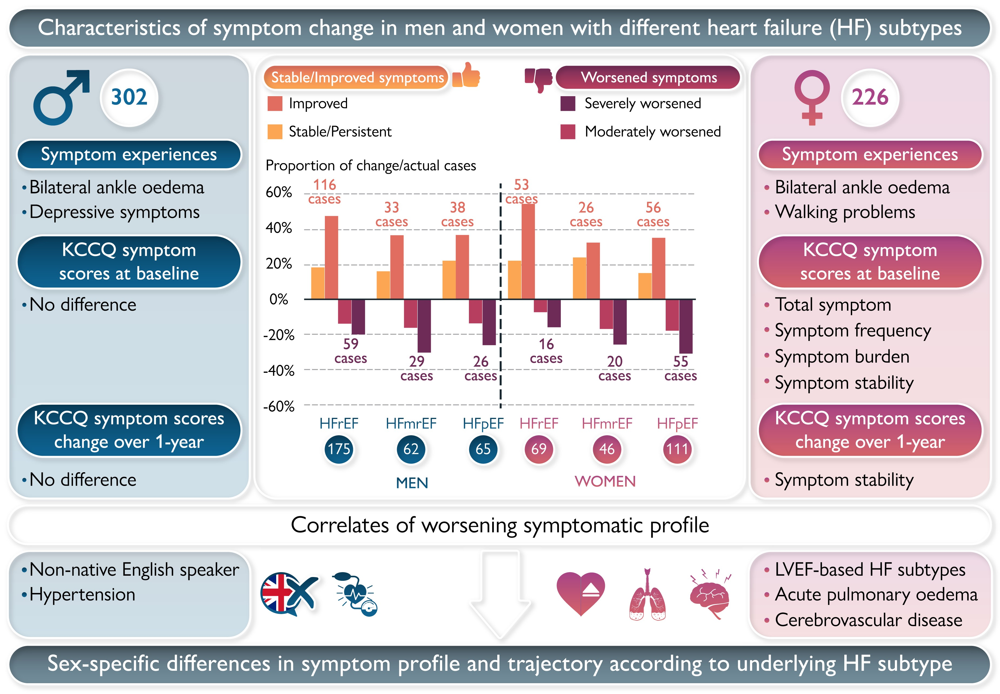 Characteristics of symptom change in men and women with different heart failure (HF) subtypes
302
Symptom experiences
•Bilateral ankle oedema
•Depressive symptoms
KCCQ symptom
scores at baseline
•No difference
KCCQ symptom scores
change over 1-year
•No difference
Stable/Improved symptoms
Improved
Stable/Persistent
Worsened symptoms
Severely worsened
Moderately worsened
Proportion of change/actual cases
60%
40%
20%
0%
-20%
-40%
-60%
116
cases
33
cases
38
cases
53
cases
26
cases
56
cases
59
cases
29
cases
26
cases
16
cases
20
cases
55
cases
HFrEF
HFmrEF
HFpEF
HFrEF
HFmrEF
HFpEF
175
62
65
69
46
111
MEN
WOMEN
226
Symptom experiences
• Bilateral ankle oedema
• Walking problems
KCCQ symptom
scores at baseline
• Total symptom
• Symptom frequency
• Symptom burden
• Symptom stability
KCCQ symptom scores
change over 1-year
• Symptom stability
Correlates of worsening symptomatic profile
•Non-native English speaker
•Hypertension
• LVEF-based HF subtypes
• Acute pulmonary oedema
• Cerebrovascular disease
Sex-specific differences in symptom profile and trajectory according to underlying HF subtype